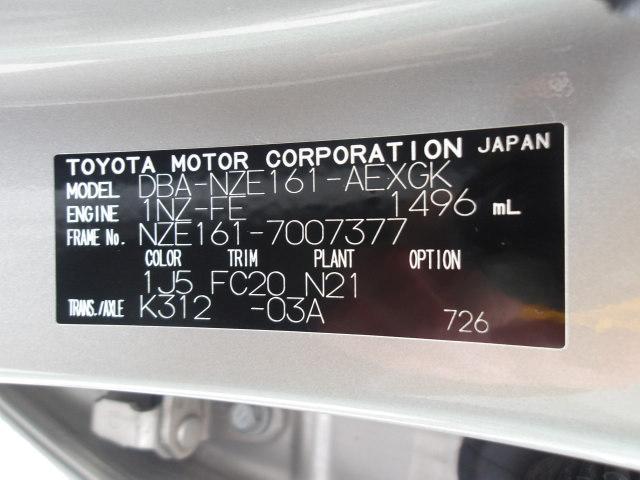 TOYOTA MOTOR CORPORATION JAPAN
MODEL DBA-NZE161-AEXGK
ENGINE 1NZ-FE 1496 mL
FRAME No. NZE161-7007377
COLOR TRIM PLANT OPTION
1J5 FC20 N21
TRANS./AXLE K312 -03A 726